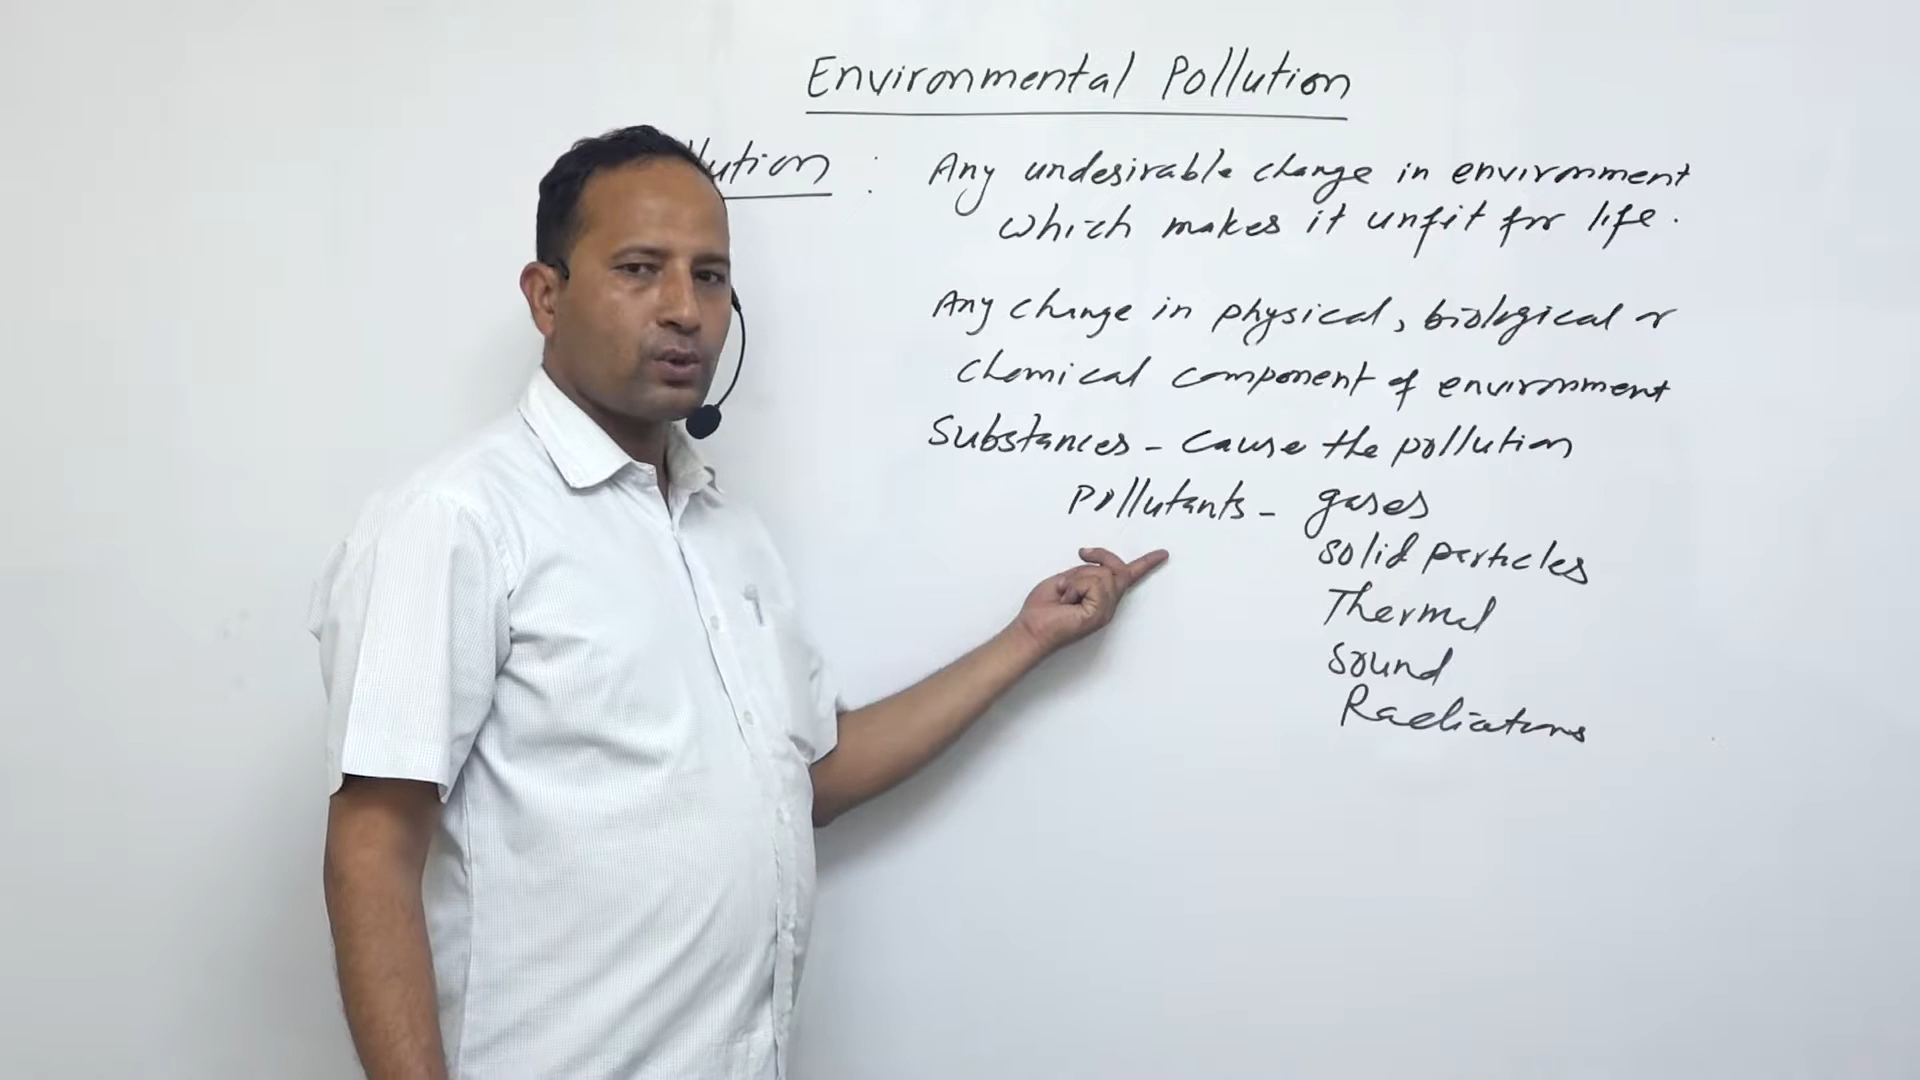 Environmental Pollution
lution :
Any undesirable change in environment
which makes it unfit for life.
Any change in physical, biological or
chemical component of environment
Substances - cause the pollution
Pollutants - gases
solid particles
Thermal
Sound
Radiations